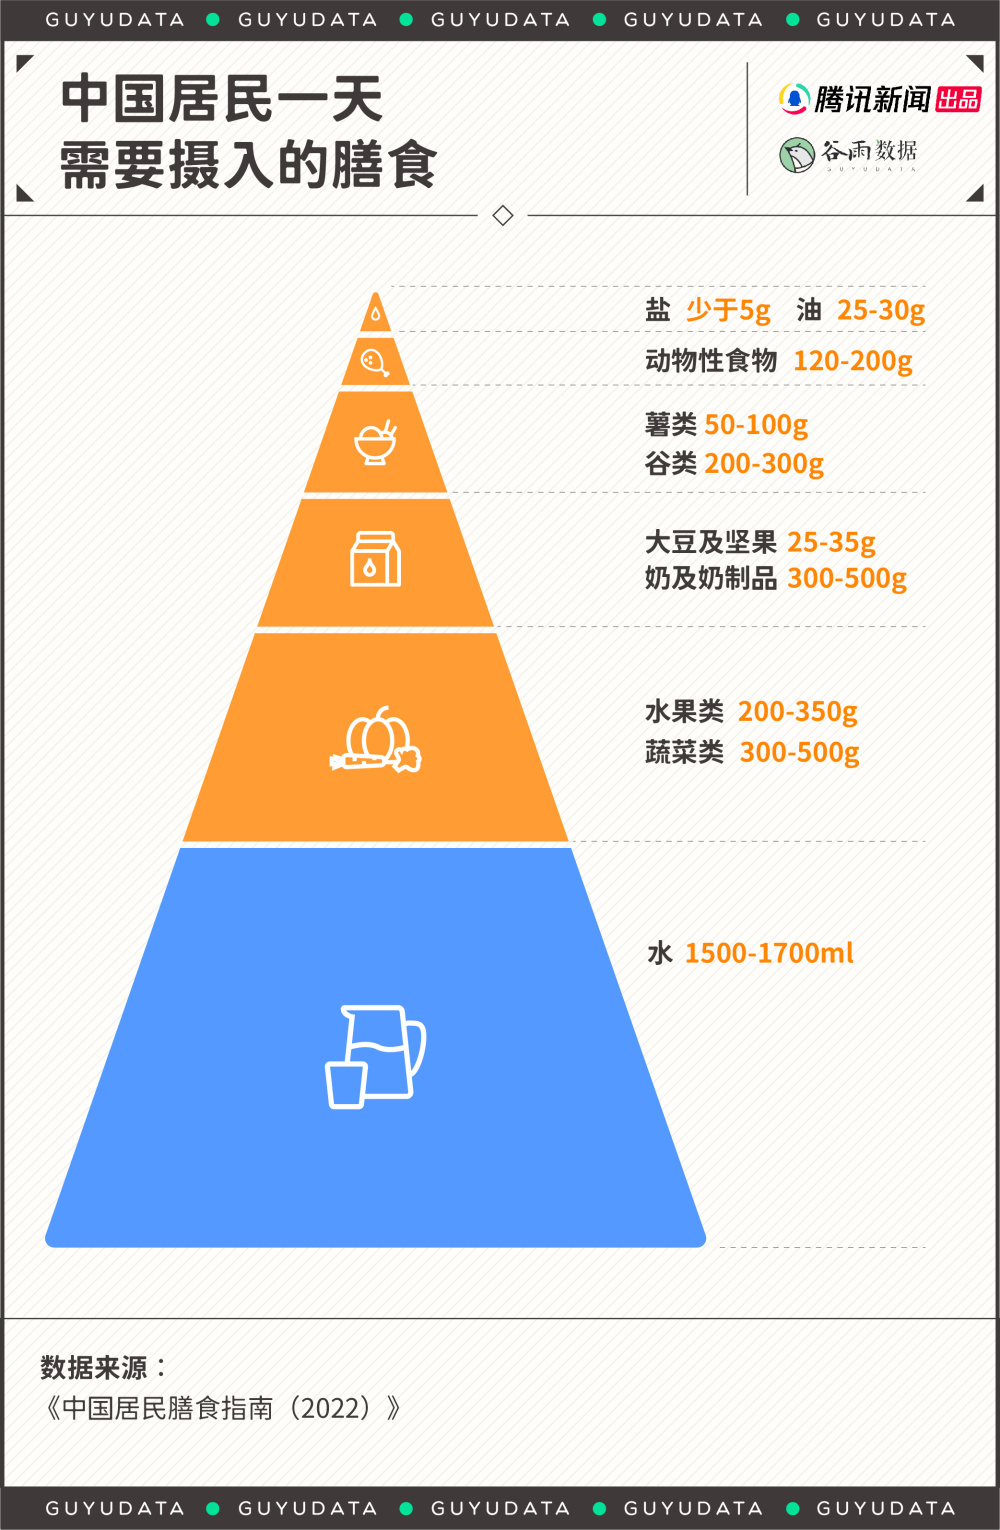 GUYUDATA GUYUDATA GUYUDATA GUYUDATA GUYUDATA
中国居民一天
需要摄入的膳食
腾讯新闻 出品
谷雨数据
GUYUDATA
盐 少于5g 油 25-30g
动物性食物 120-200g
薯类 50-100g
谷类 200-300g
大豆及坚果 25-35g
奶及奶制品 300-500g
水果类 200-350g
蔬菜类 300-500g
水 1500-1700ml
数据来源：
《中国居民膳食指南（2022）》
GUYUDATA GUYUDATA GUYUDATA GUYUDATA GUYUDATA